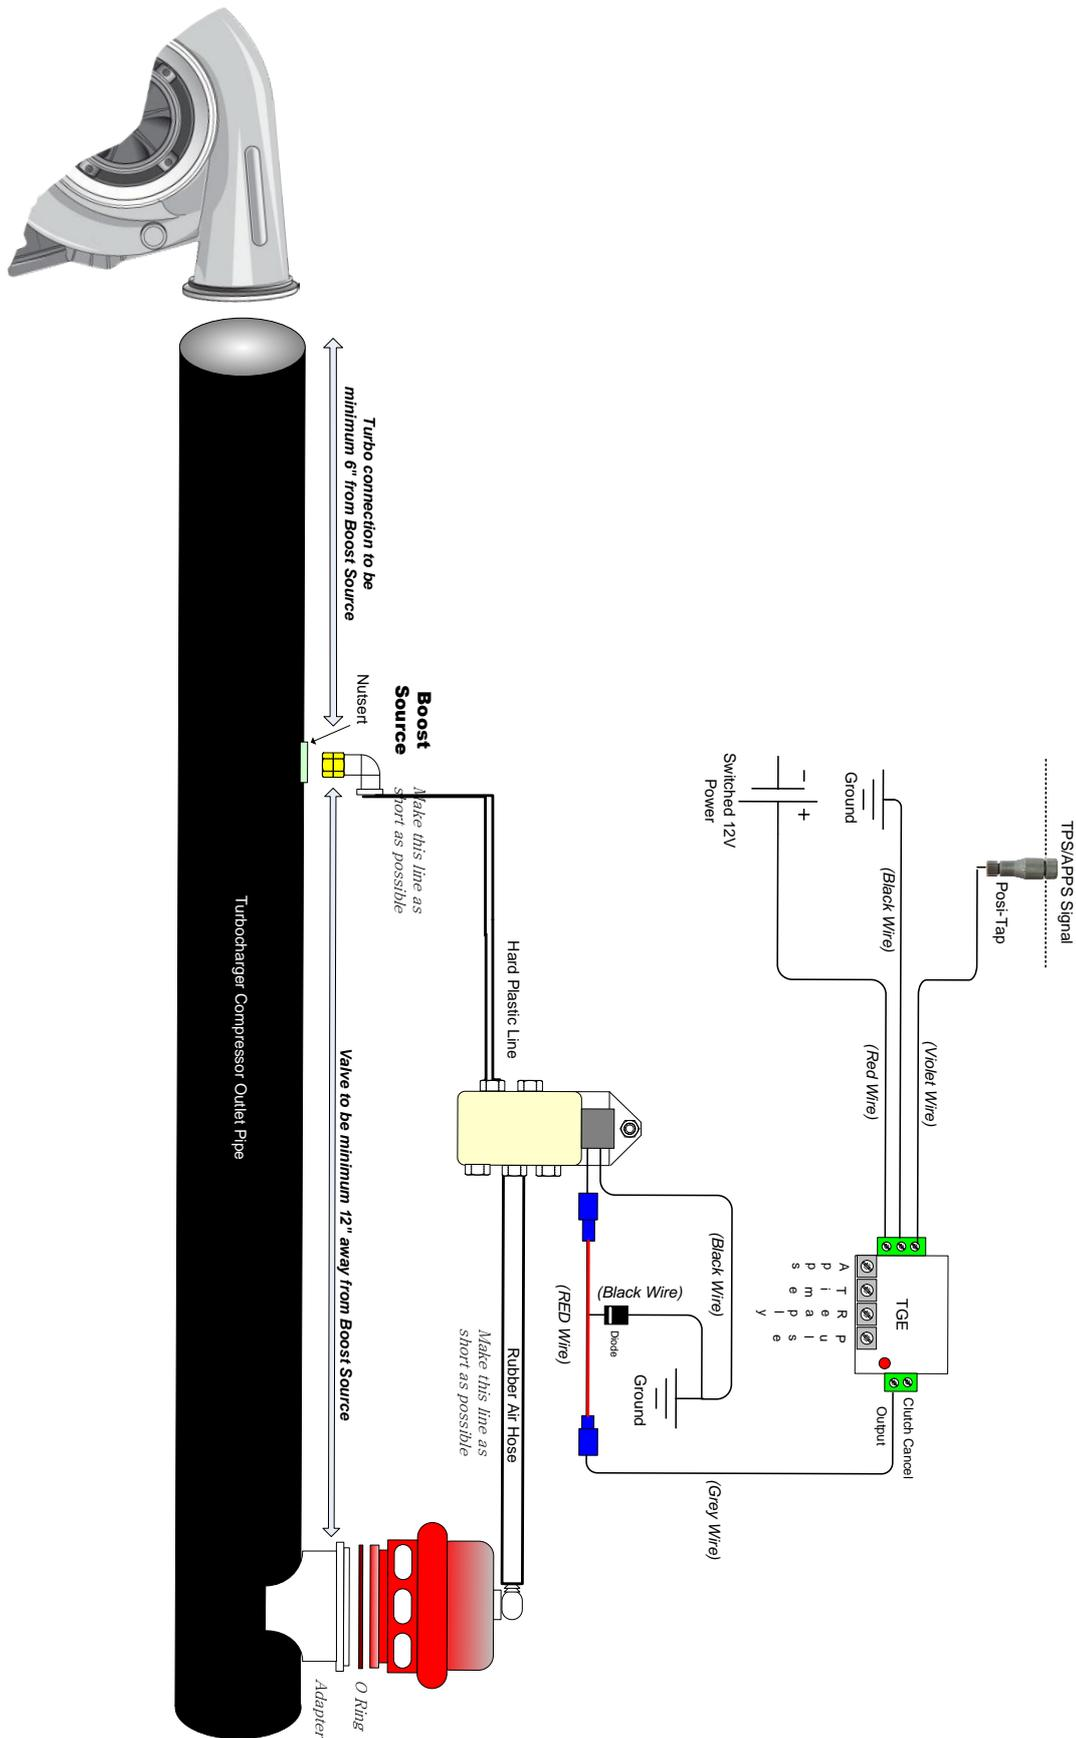 TPS/APPS Signal
Posi-Tap
(Violet Wire)
Ground
(Black Wire)
(Red Wire)
Switched 12V
Power
- +
TGE
Apps
Time
Reaply
Pulse
Clutch Cancel
Output
(Grey Wire)
(Black Wire)
(Black Wire)
Diode
Ground
(RED Wire)
Hard Plastic Line
Rubber Air Hose
Make this line as
short as possible
Boost
Source
Make this line as
short as possible
Nutsert
Turbo connection to be
minimum 6" from Boost Source
Valve to be minimum 12" away from Boost Source
O Ring
Adapter
Turbocharger Compressor Outlet Pipe